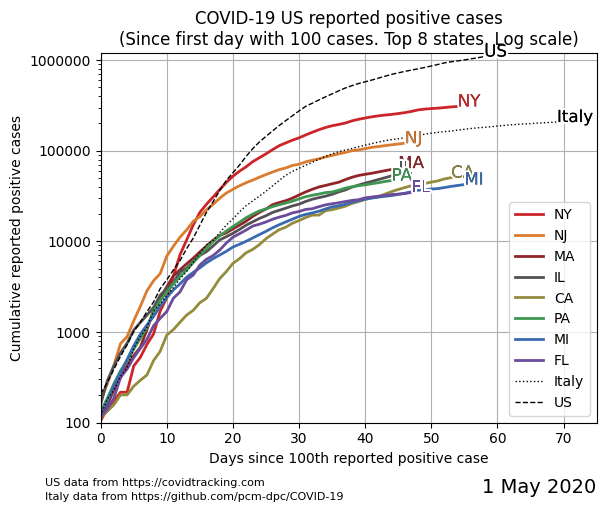 COVID-19 US reported positive cases
(Since first day with 100 cases. Top 8 states, Log scale)
Cumulative reported positive cases
1000000
100000
10000
1000
100
US
NY
Italy
NJ
MA
IL
PA
CA
MI
FL
NY
NJ
MA
IL
CA
PA
MI
FL
Italy
US
0 10 20 30 40 50 60 70
Days since 100th reported positive case
US data from https://covidtracking.com
Italy data from https://github.com/pcm-dpc/COVID-19
1 May 2020